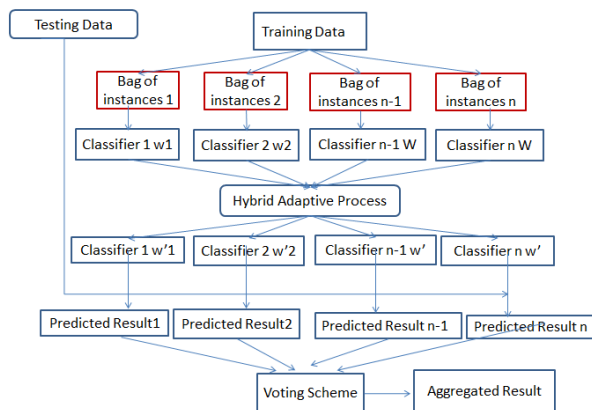 Testing Data
Training Data
Bag of
instances 1
Bag of
instances 2
Bag of
instances n-1
Bag of
instances n
Classifier 1 w1
Classifier 2 w2
Classifier n-1 W
Classifier n W
Hybrid Adaptive Process
Classifier 1 w'1
Classifier 2 w'2
Classifier n-1 w'
Classifier n w'
Predicted Result1
Predicted Result2
Predicted Result n-1
Predicted Result n
Voting Scheme
Aggregated Result